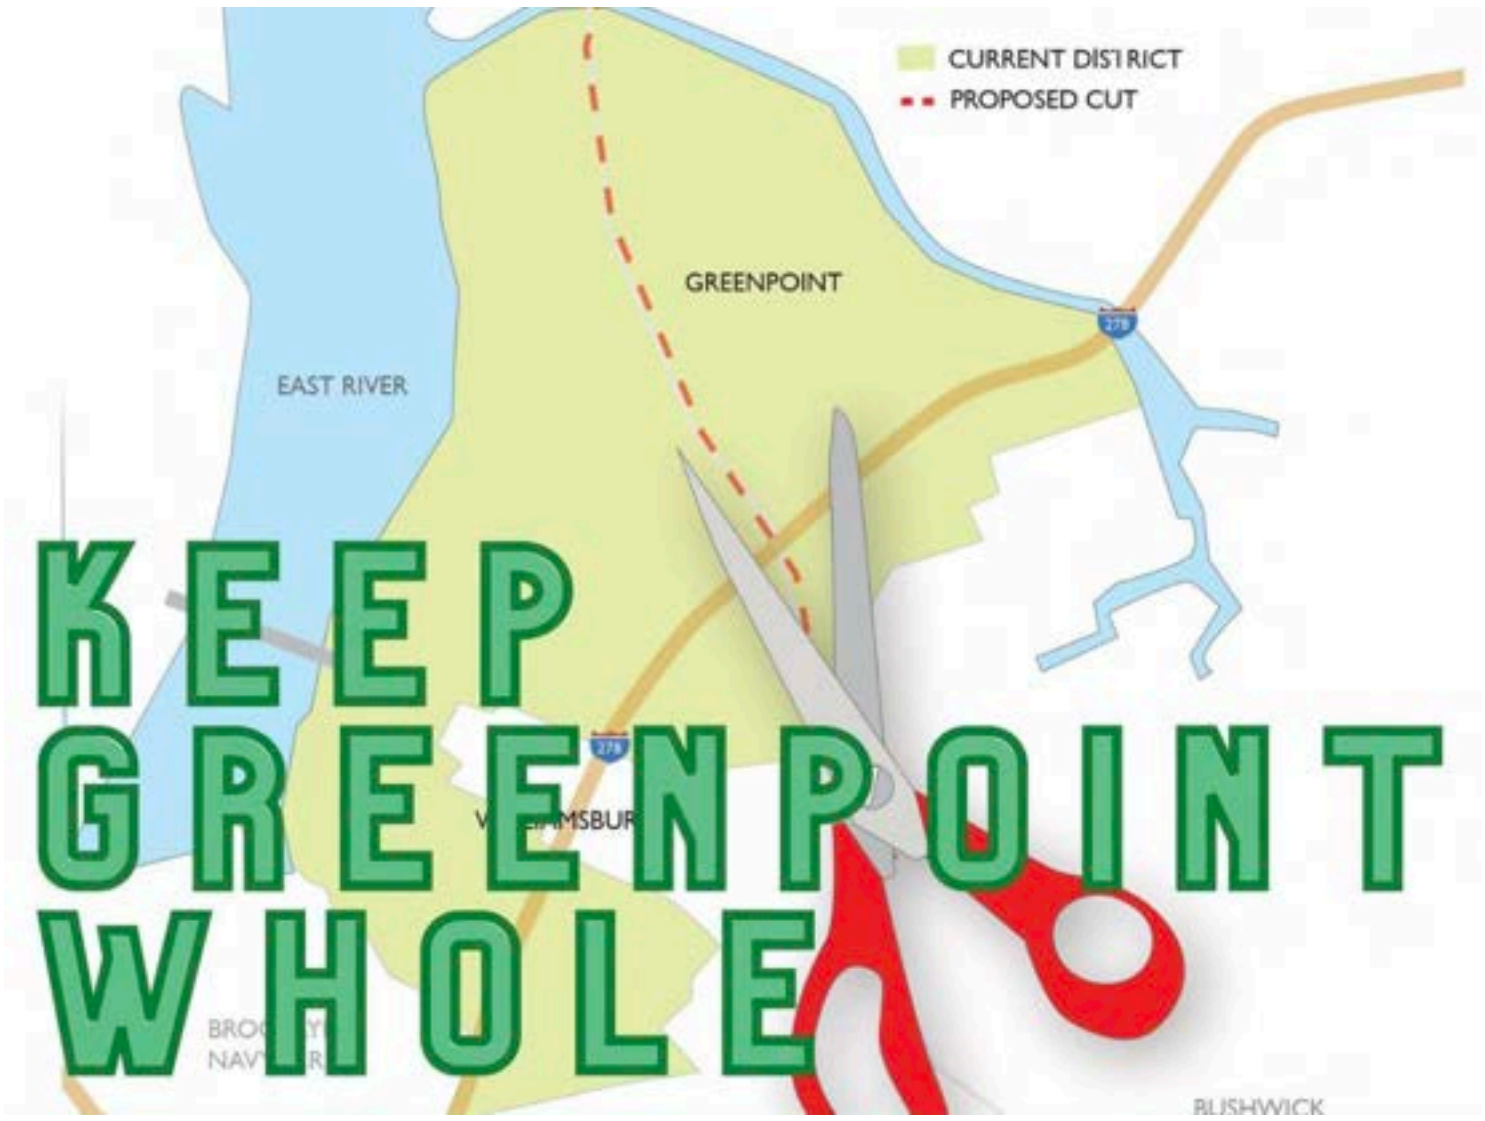 CURRENT DISTRICT
PROPOSED CUT
GREENPOINT
278
EAST RIVER
KEEP
278
GREENPOINT
WHOLE
BUSHWICK